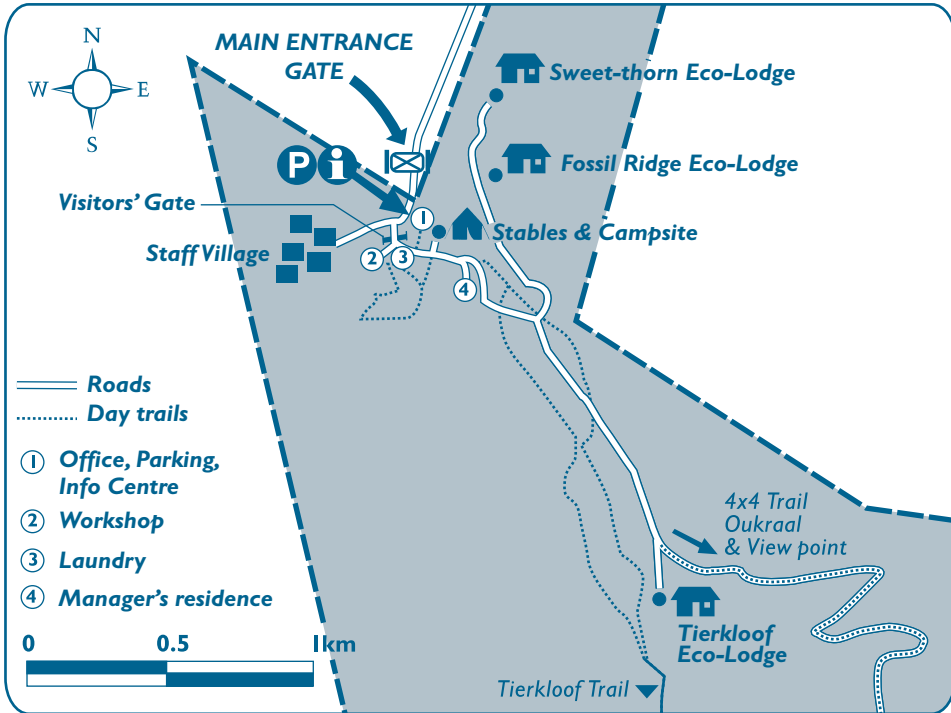 N
W E
S
MAIN ENTRANCE
GATE
Sweet-thorn Eco-Lodge
P i
Fossil Ridge Eco-Lodge
Visitors' Gate
1
Stables & Campsite
Staff Village
2 3
4
Roads
Day trails
1 Office, Parking,
Info Centre
2 Workshop
3 Laundry
4 Manager's residence
0 0.5 1km
4x4 Trail
Oukraal
& View point
Tierkloof
Eco-Lodge
Tierkloof Trail